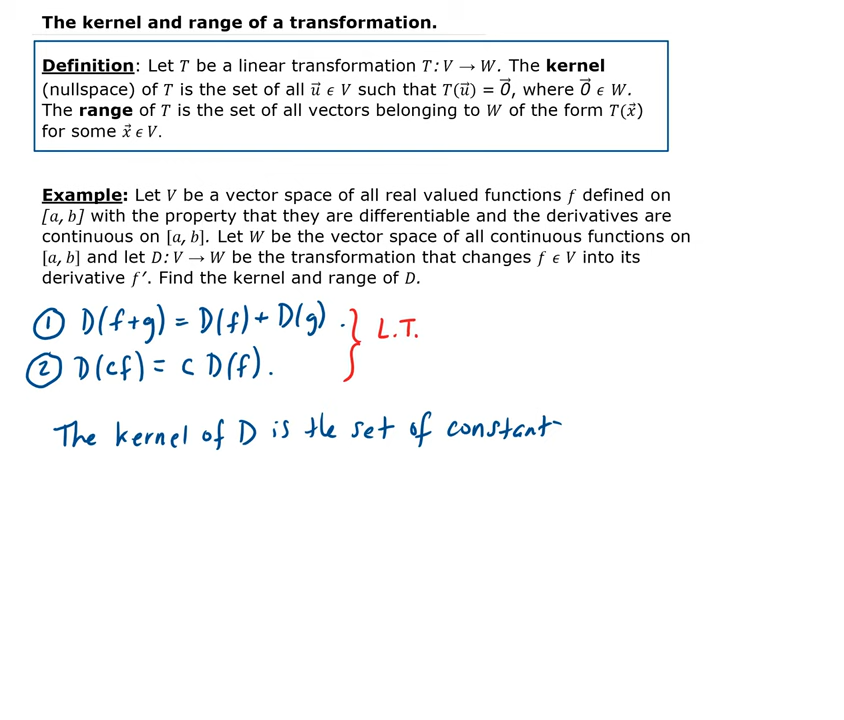 The kernel and range of a transformation.
Definition: Let T be a linear transformation T: V → W. The kernel
(nullspace) of T is the set of all u⃗ ϵ V such that T(u⃗) = O⃗, where O⃗ ϵ W.
The range of T is the set of all vectors belonging to W of the form T(x⃗)
for some x⃗ ϵ V.
Example: Let V be a vector space of all real valued functions f defined on
[a, b] with the property that they are differentiable and the derivatives are
continuous on [a, b]. Let W be the vector space of all continuous functions on
[a, b] and let D: V → W be the transformation that changes f ϵ V into its
derivative f′. Find the kernel and range of D.
① D(f+g) = D(f) + D(g) . } L.T.
② D(cf) = c D(f).
The kernel of D is the set of constant